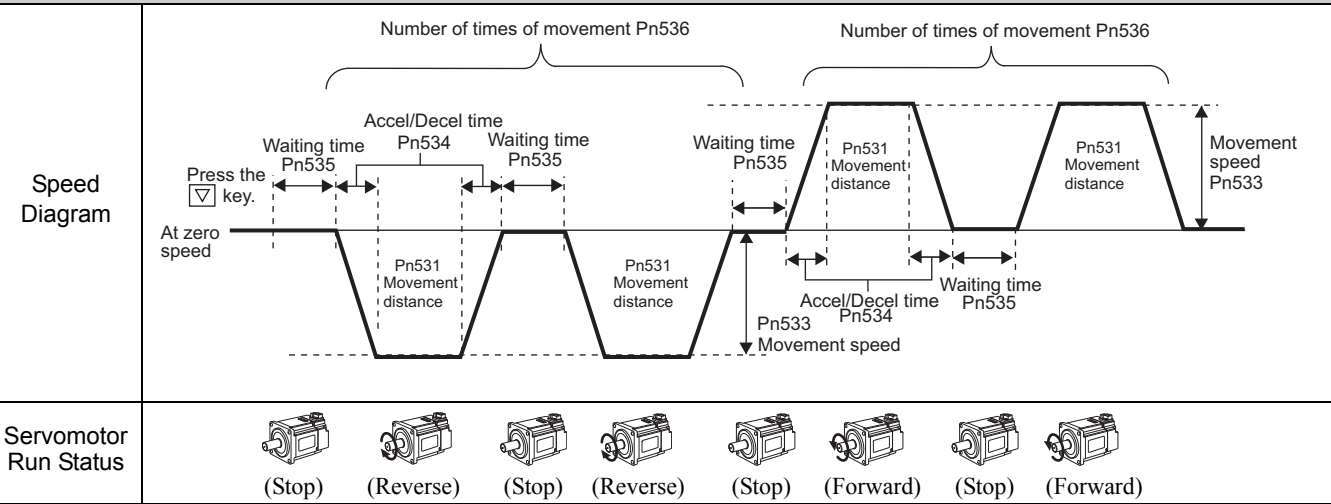 Speed
Diagram
Number of times of movement Pn536
Number of times of movement Pn536
Press the
▽ key.
Waiting time
Pn535
Accel/Decel time
Pn534
Waiting time
Pn535
Waiting time
Pn535
Pn531
Movement
distance
Pn531
Movement
distance
Movement
speed
Pn533
At zero
speed
Pn531
Movement
distance
Pn531
Movement
distance
Pn533
Movement speed
Accel/Decel time
Pn534
Waiting time
Pn535
Servomotor
Run Status
(Stop) (Reverse) (Stop) (Reverse) (Stop) (Forward) (Stop) (Forward)